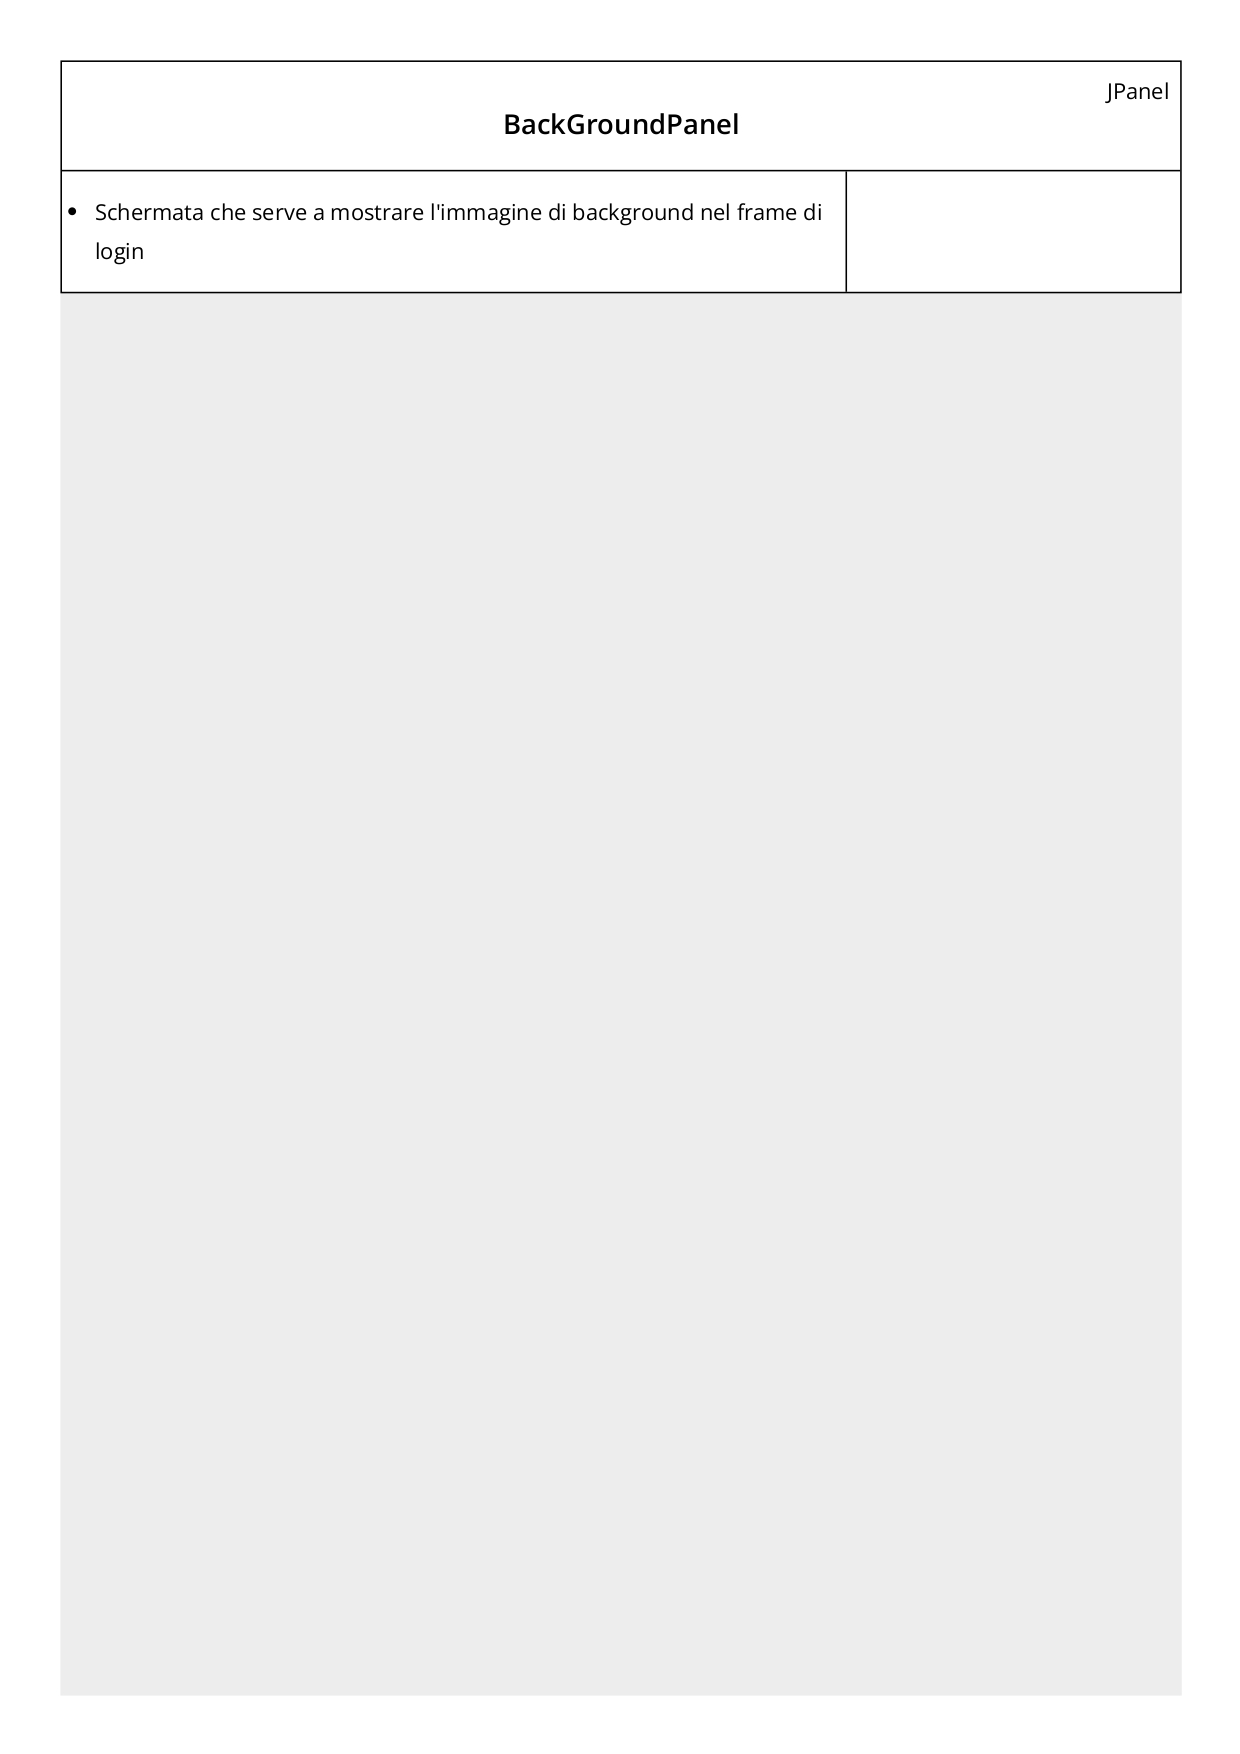 JPanel
BackGroundPanel
• Schermata che serve a mostrare l'immagine di background nel frame di
login